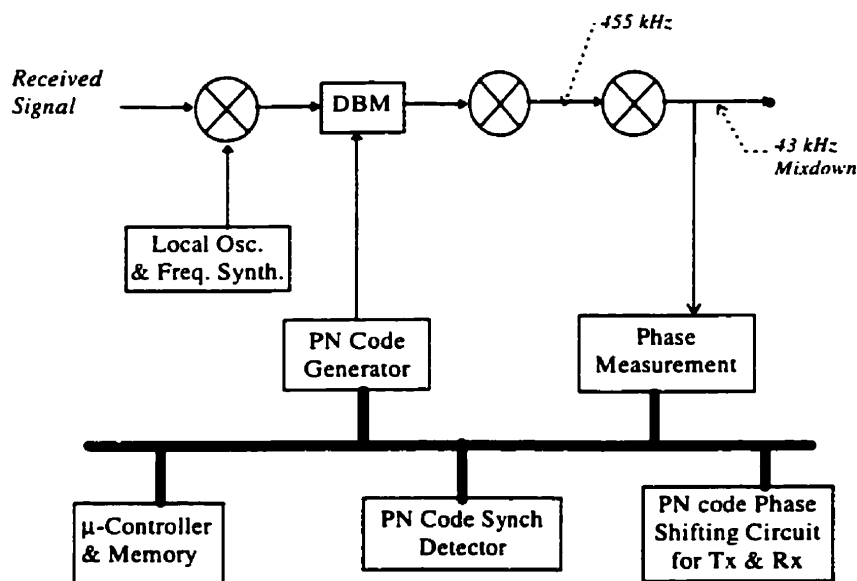 455 kHz
Received
Signal
DBM
43 kHz
Mixdown
Local Osc.
& Freq. Synth.
PN Code
Generator
Phase
Measurement
μ-Controller
& Memory
PN Code Synch
Detector
PN code Phase
Shifting Circuit
for Tx & Rx